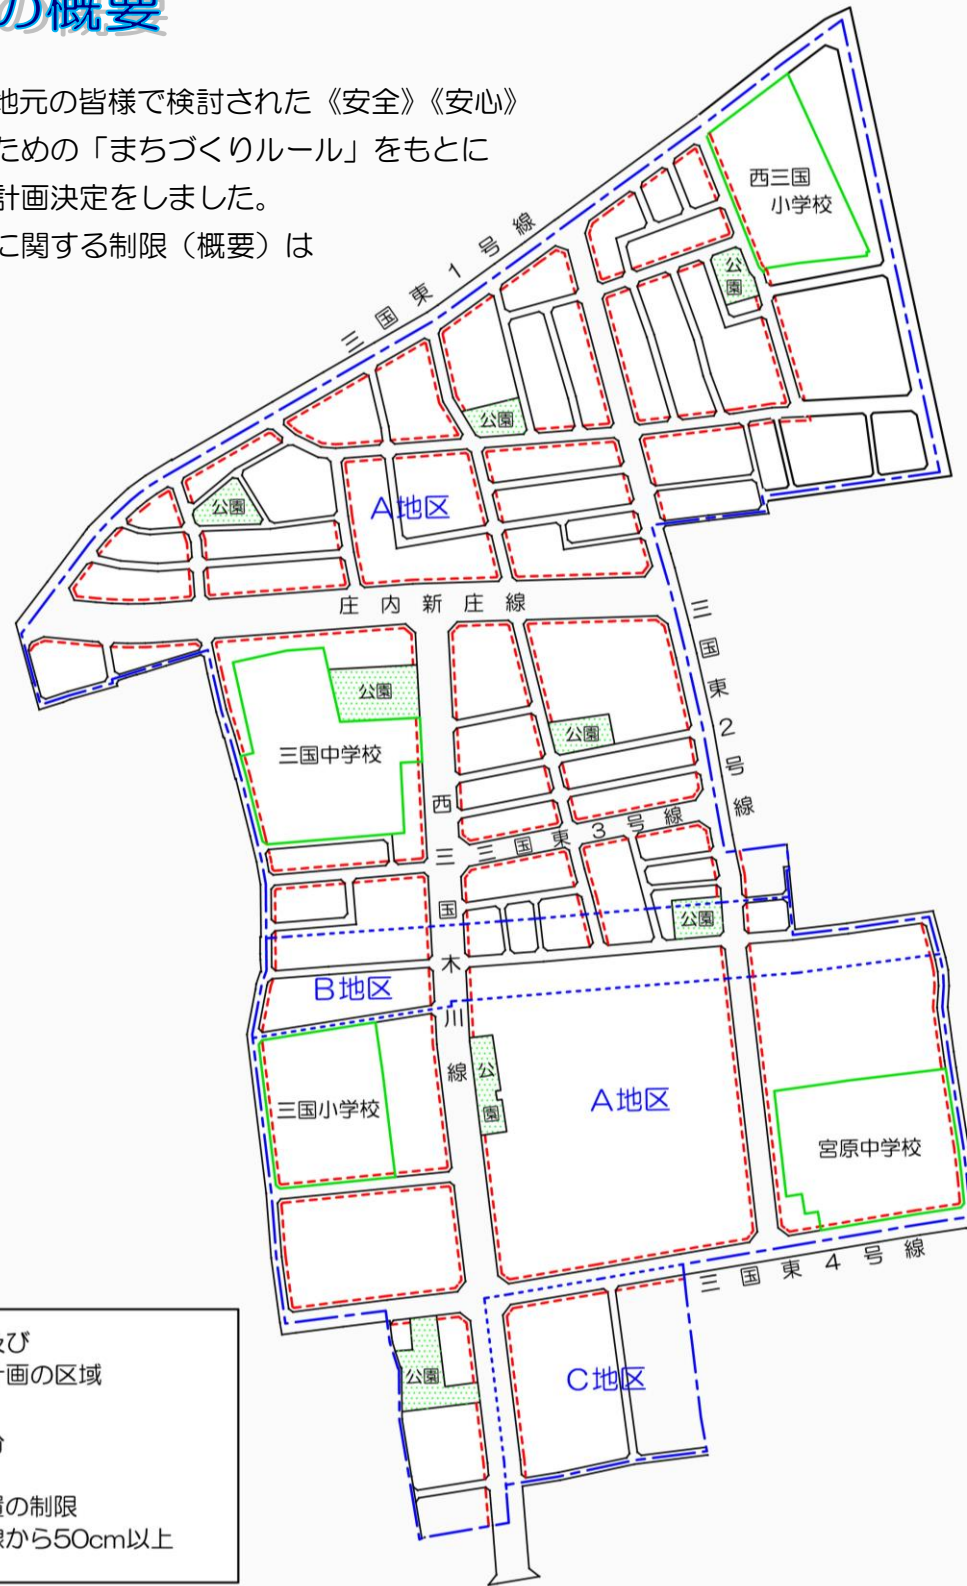 の概要
地元の皆様で検討された《安全》《安心》
ための「まちづくりルール」をもとに
計画決定をしました。
に関する制限（概要）は
三国東1号線
西三国
小学校
公園
公園
公園
A地区
庄内新庄線
三国東2号線
公園
三国中学校
公園
西三国木川線
三国東3号線
公園
B地区
三国小学校
公園
A地区
宮原中学校
三国東4号線
公園
C地区
及び
計画の区域
置の制限
線から50cm以上